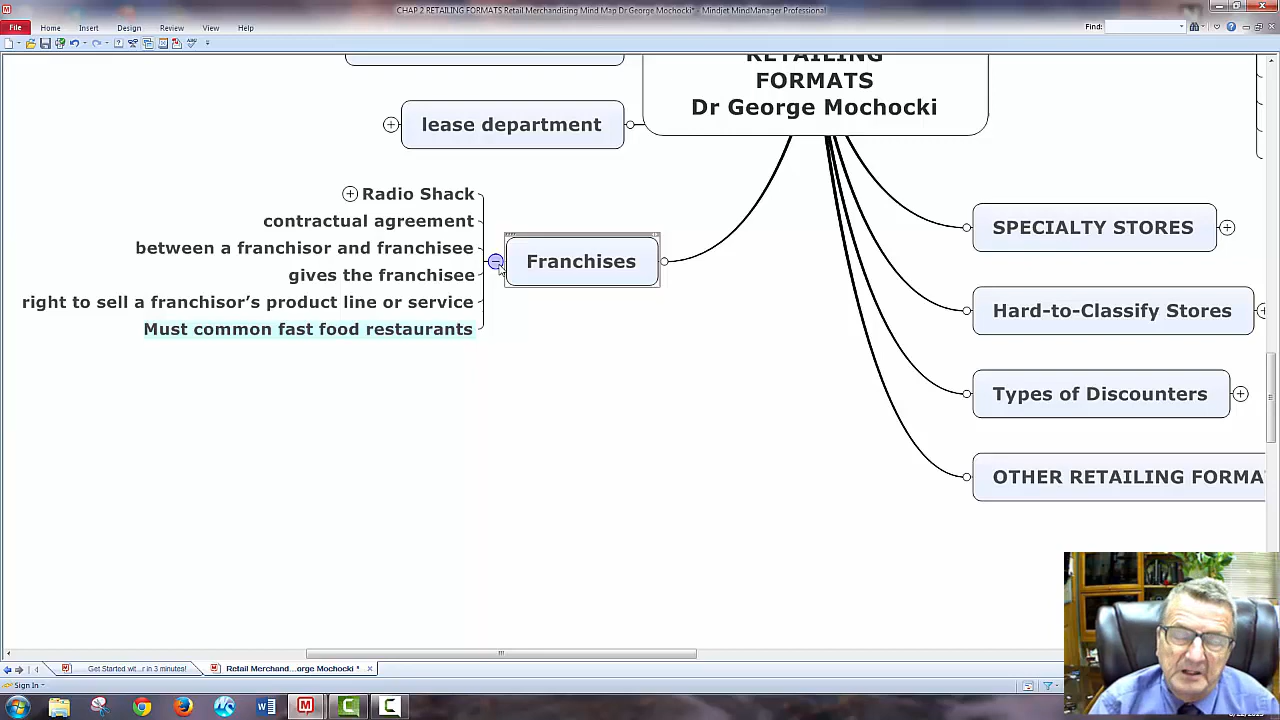 CHAP 2 RETAILING FORMATS Retail Merchandising Mind Map Dr George Mochocki* - Mindjet MindManager Professional
File Home Insert Design Review View Help Find:
RETAILING
FORMATS
Dr George Mochocki
lease department
Radio Shack
contractual agreement
between a franchisor and franchisee
gives the franchisee
right to sell a franchisor's product line or service
Must common fast food restaurants
Franchises
SPECIALTY STORES
Hard-to-Classify Stores
Types of Discounters
OTHER RETAILING FORMA
Get Started wit...r in 3 minutes! Retail Merchand...orge Mochocki *
Sign In